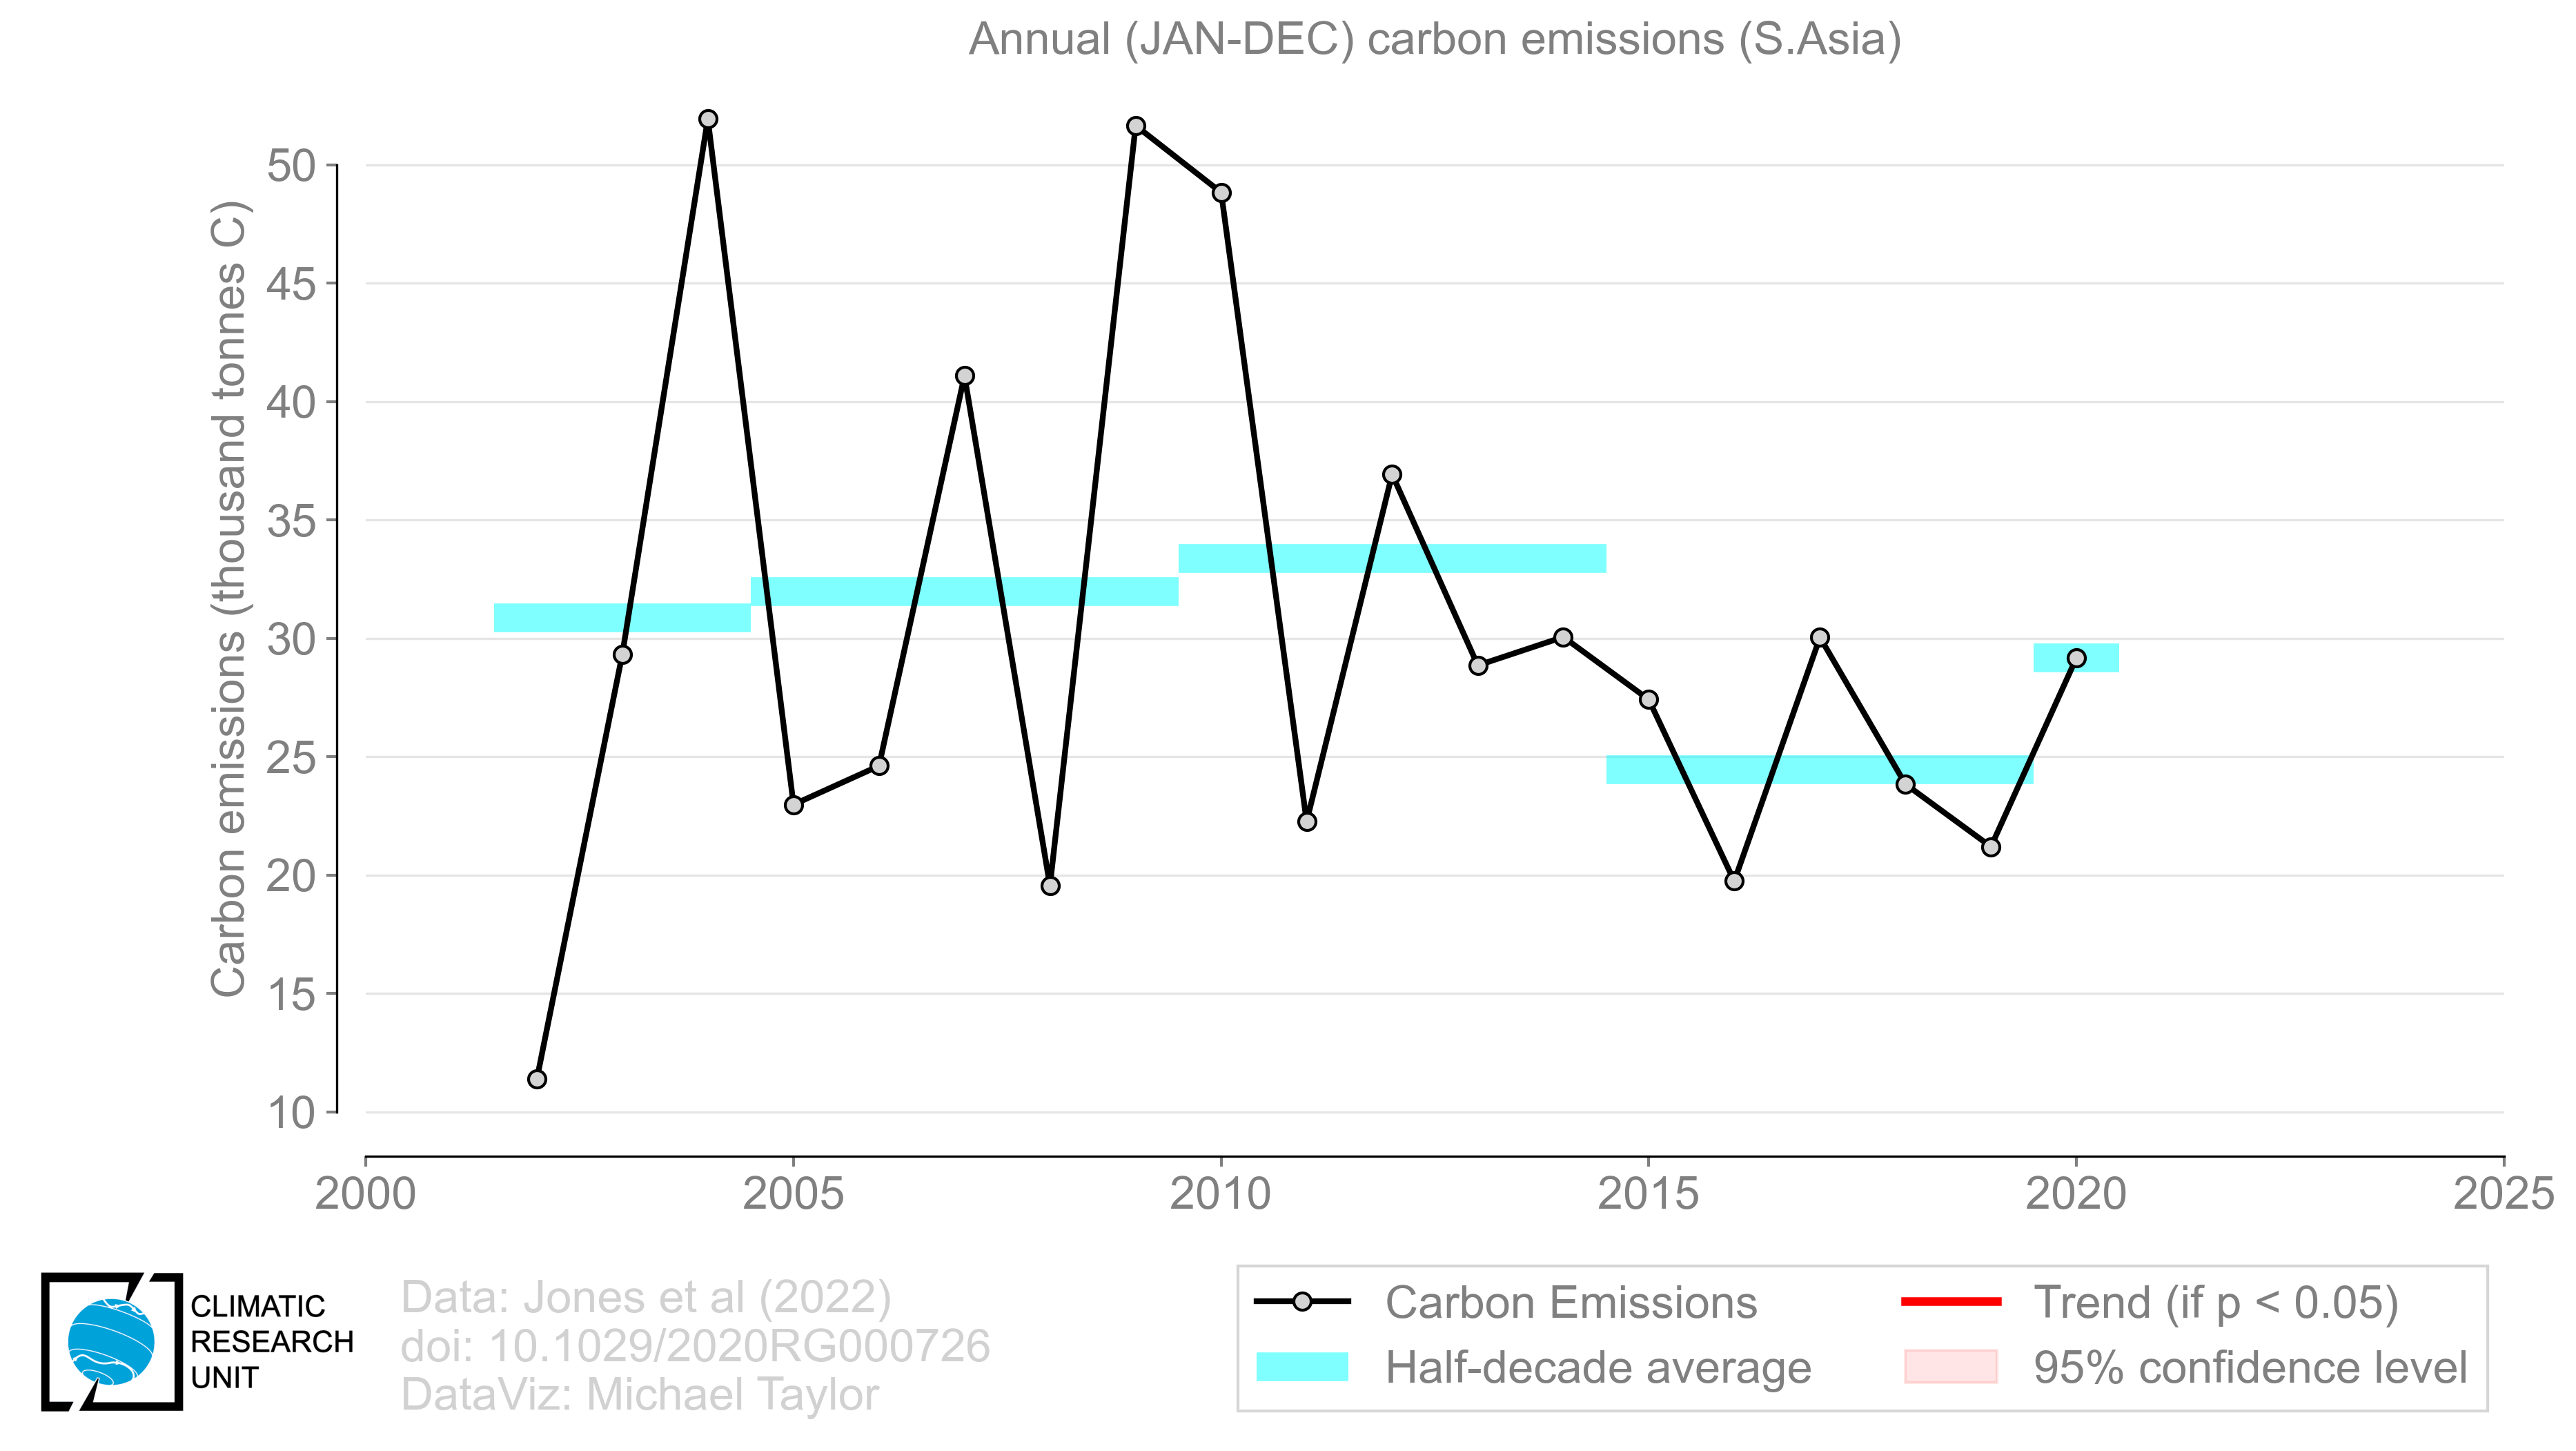 Annual (JAN-DEC) carbon emissions (S.Asia)
Carbon emissions (thousand tonnes C)
50
45
40
35
30
25
20
15
10
2000 2005 2010 2015 2020 2025
CLIMATIC
RESEARCH
UNIT
Data: Jones et al (2022)
doi: 10.1029/2020RG000726
DataViz: Michael Taylor
Carbon Emissions
Half-decade average
Trend (if p < 0.05)
95% confidence level